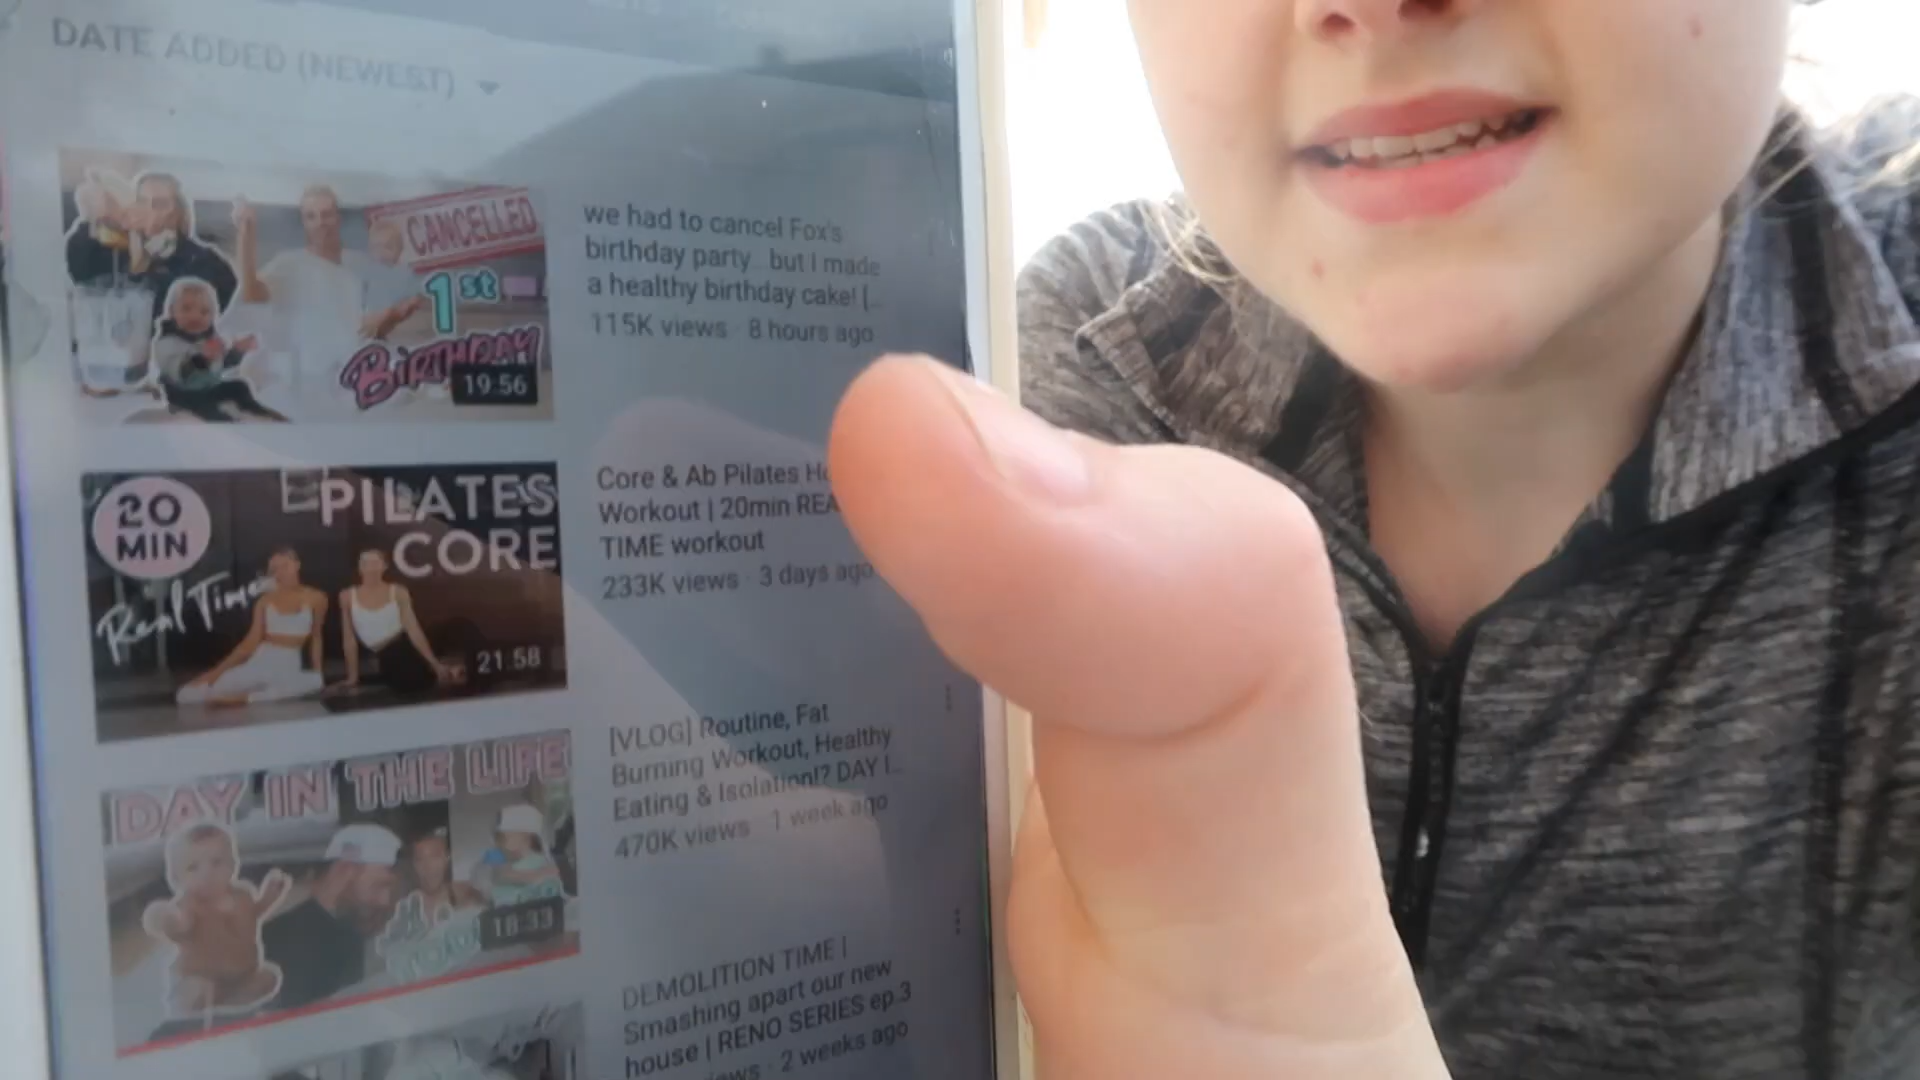 DATE ADDED (NEWEST)
CANCELLED
1st
BIRTHDAY
19:56
we had to cancel Fox's
birthday party but I made
a healthy birthday cake! [...
115K views · 8 hours ago
20
MIN
Real Time
PILATES
CORE
21:58
Core & Ab Pilates
Workout | 20min
TIME workout
233K views · 3 days ago
DAY IN THE LIFE
18:33
[VLOG] Routine, Fat
Burning Workout, Healthy
Eating & Isolation!? DAY I...
470K views 1 week ago
DEMOLITION TIME |
Smashing apart our new
house | RENO SERIES ep.3
2 weeks ago